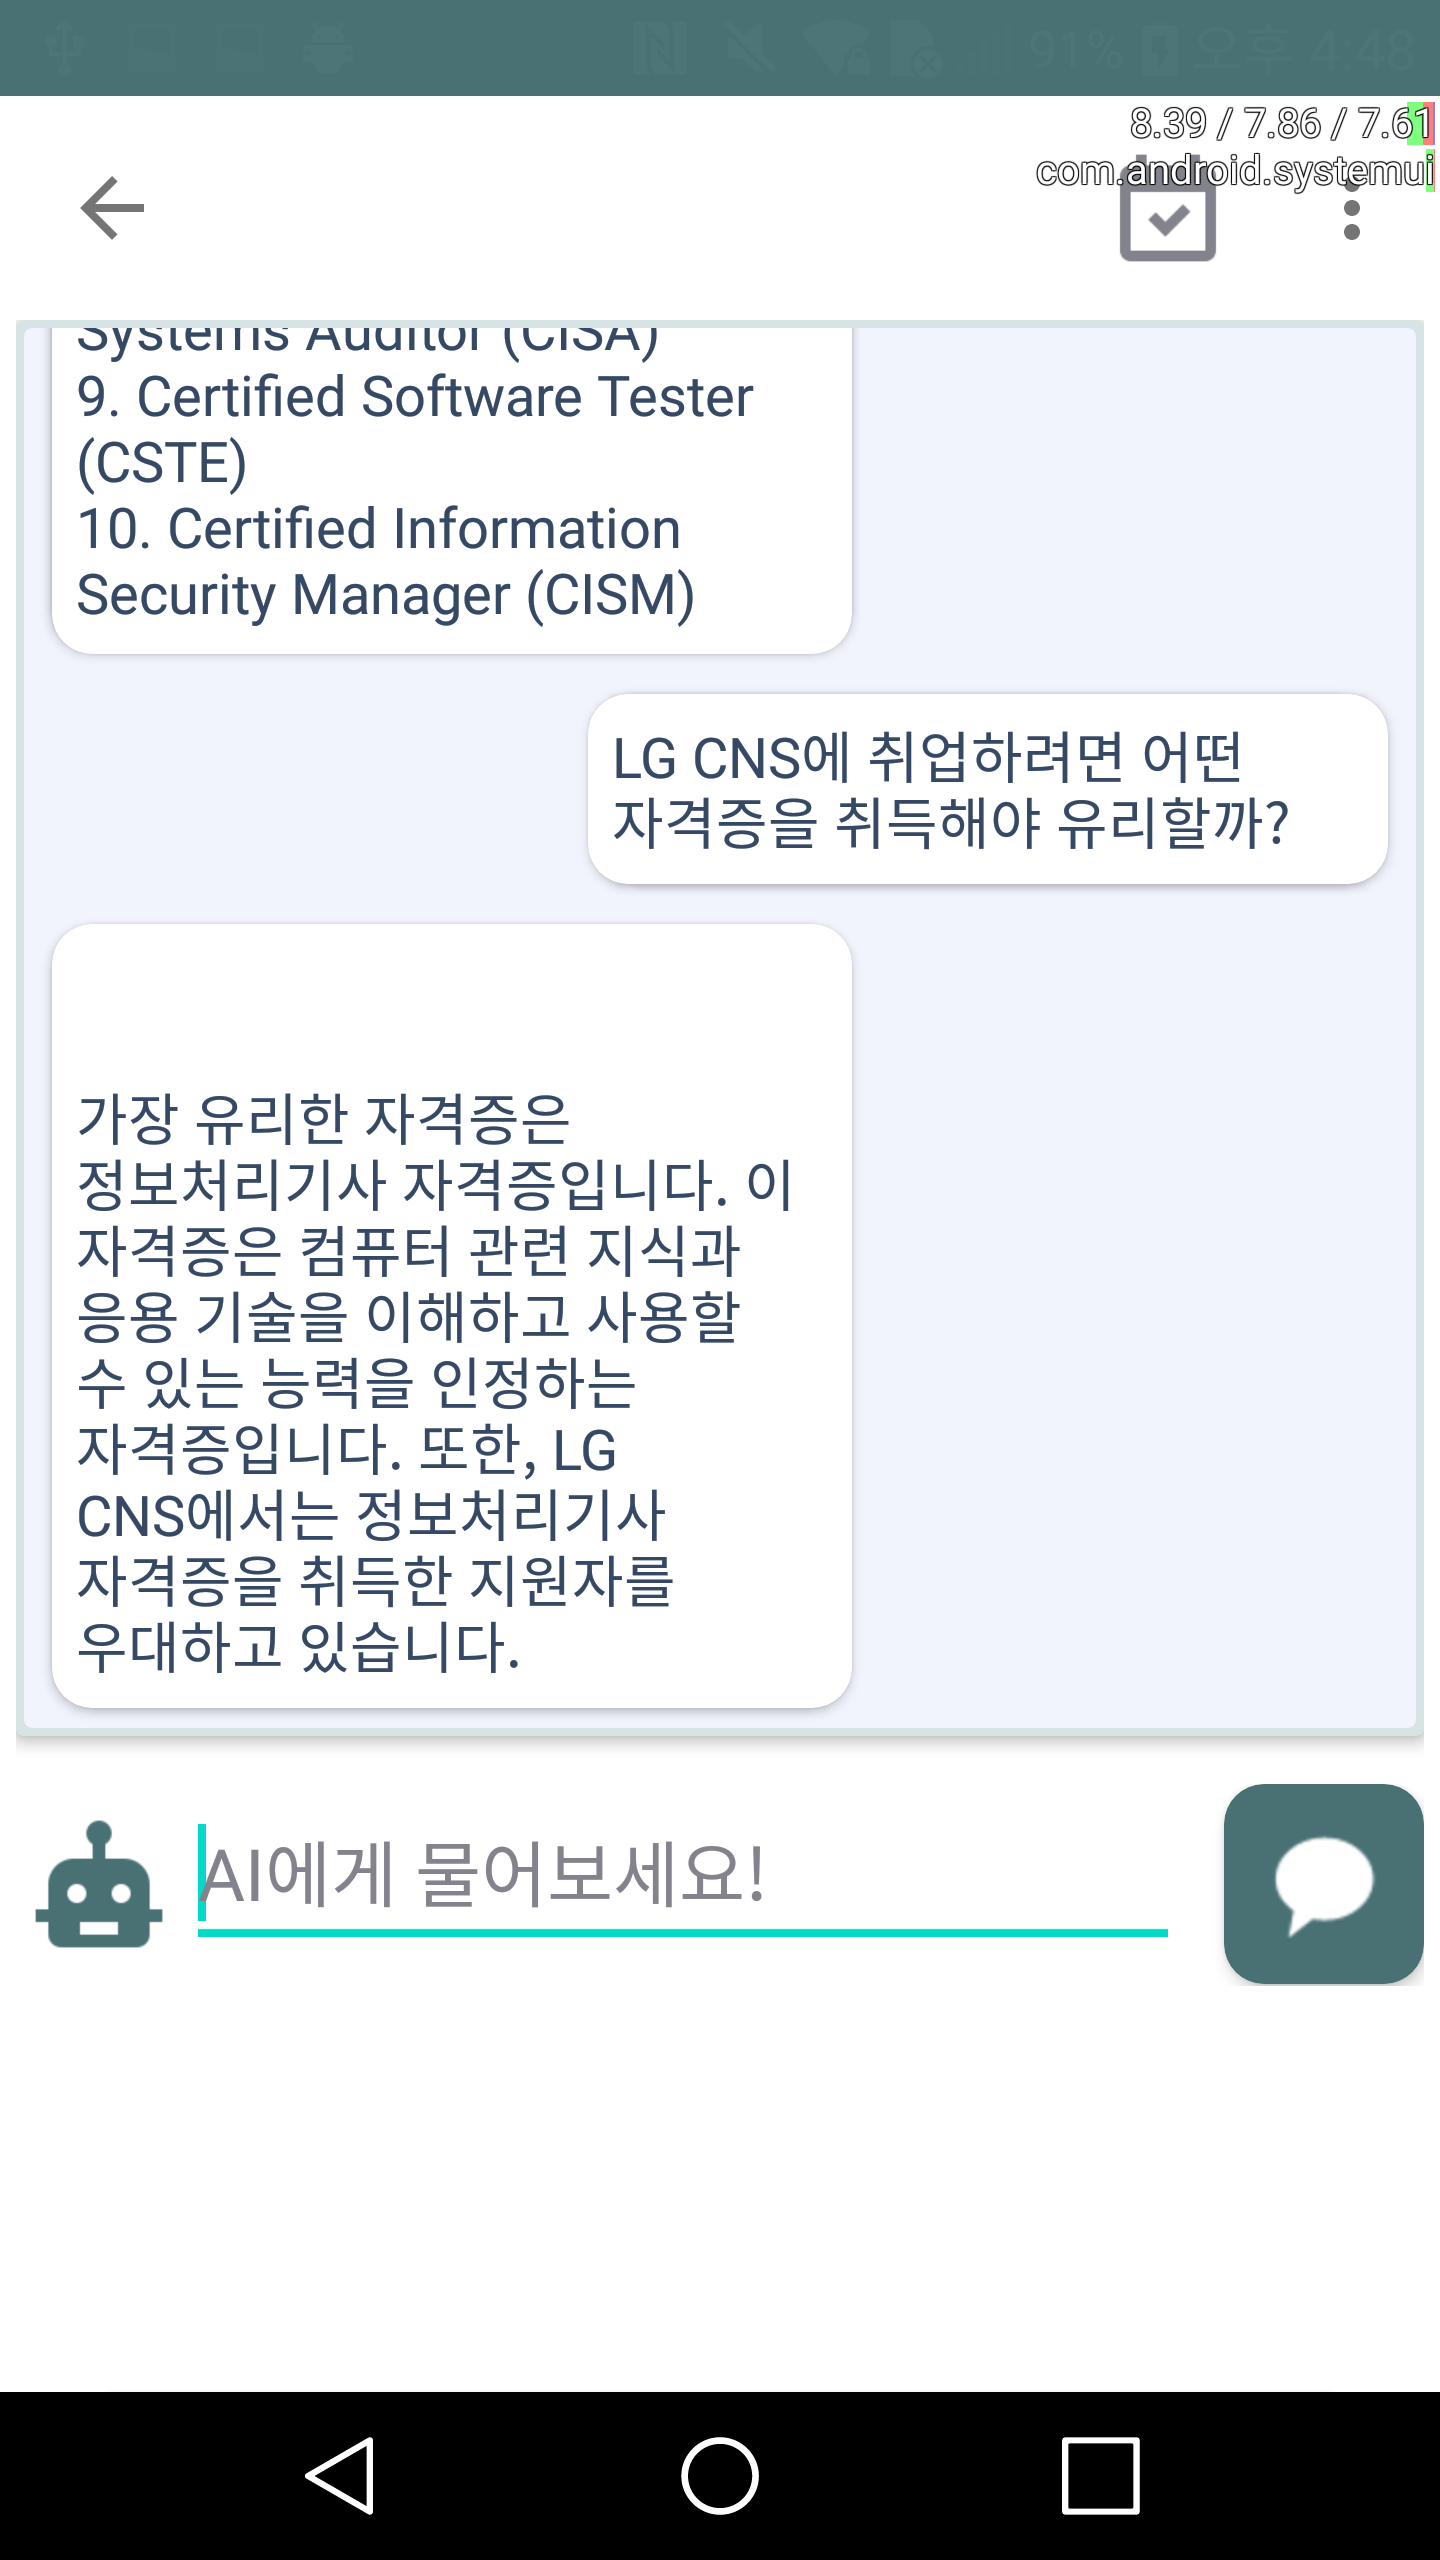 91% 오후 4:48
8.39 / 7.86 / 7.61
com.android.systemui
Systems Auditor (CISA)
9. Certified Software Tester
(CSTE)
10. Certified Information
Security Manager (CISM)
LG CNS에 취업하려면 어떤
자격증을 취득해야 유리할까?
가장 유리한 자격증은
정보처리기사 자격증입니다. 이
자격증은 컴퓨터 관련 지식과
응용 기술을 이해하고 사용할
수 있는 능력을 인정하는
자격증입니다. 또한, LG
CNS에서는 정보처리기사
자격증을 취득한 지원자를
우대하고 있습니다.
AI에게 물어보세요!